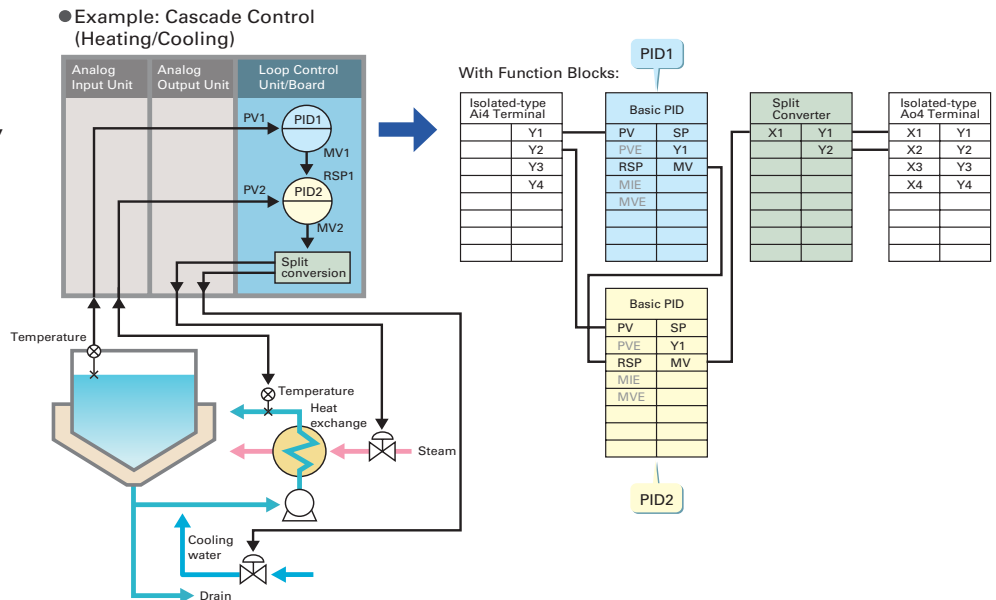 ● Example: Cascade Control
(Heating/Cooling)
Analog
Input Unit
Analog
Output Unit
Loop Control
Unit/Board
PV1
PID1
MV1
RSP1
PV2
PID2
MV2
Split
conversion
Temperature
Temperature
Heat
exchange
Steam
Cooling
water
Drain
With Function Blocks:
PID1
Isolated-type
Ai4 Terminal
Y1
Y2
Y3
Y4
Basic PID
PV SP
PVE Y1
RSP MV
MIE
MVE
Split
Converter
X1 Y1
Y2
Isolated-type
Ao4 Terminal
X1 Y1
X2 Y2
X3 Y3
X4 Y4
Basic PID
PV SP
PVE Y1
RSP MV
MIE
MVE
PID2